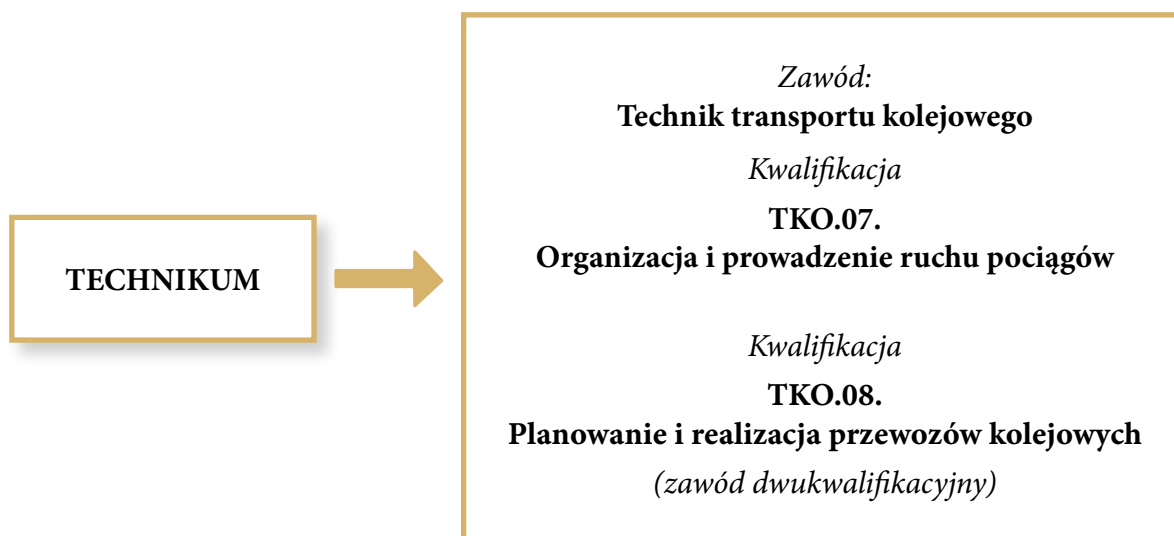 TECHNIKUM
Zawód:
Technik transportu kolejowego
Kwalifikacja
TKO.07.
Organizacja i prowadzenie ruchu pociągów
Kwalifikacja
TKO.08.
Planowanie i realizacja przewozów kolejowych
(zawód dwukwalifikacyjny)